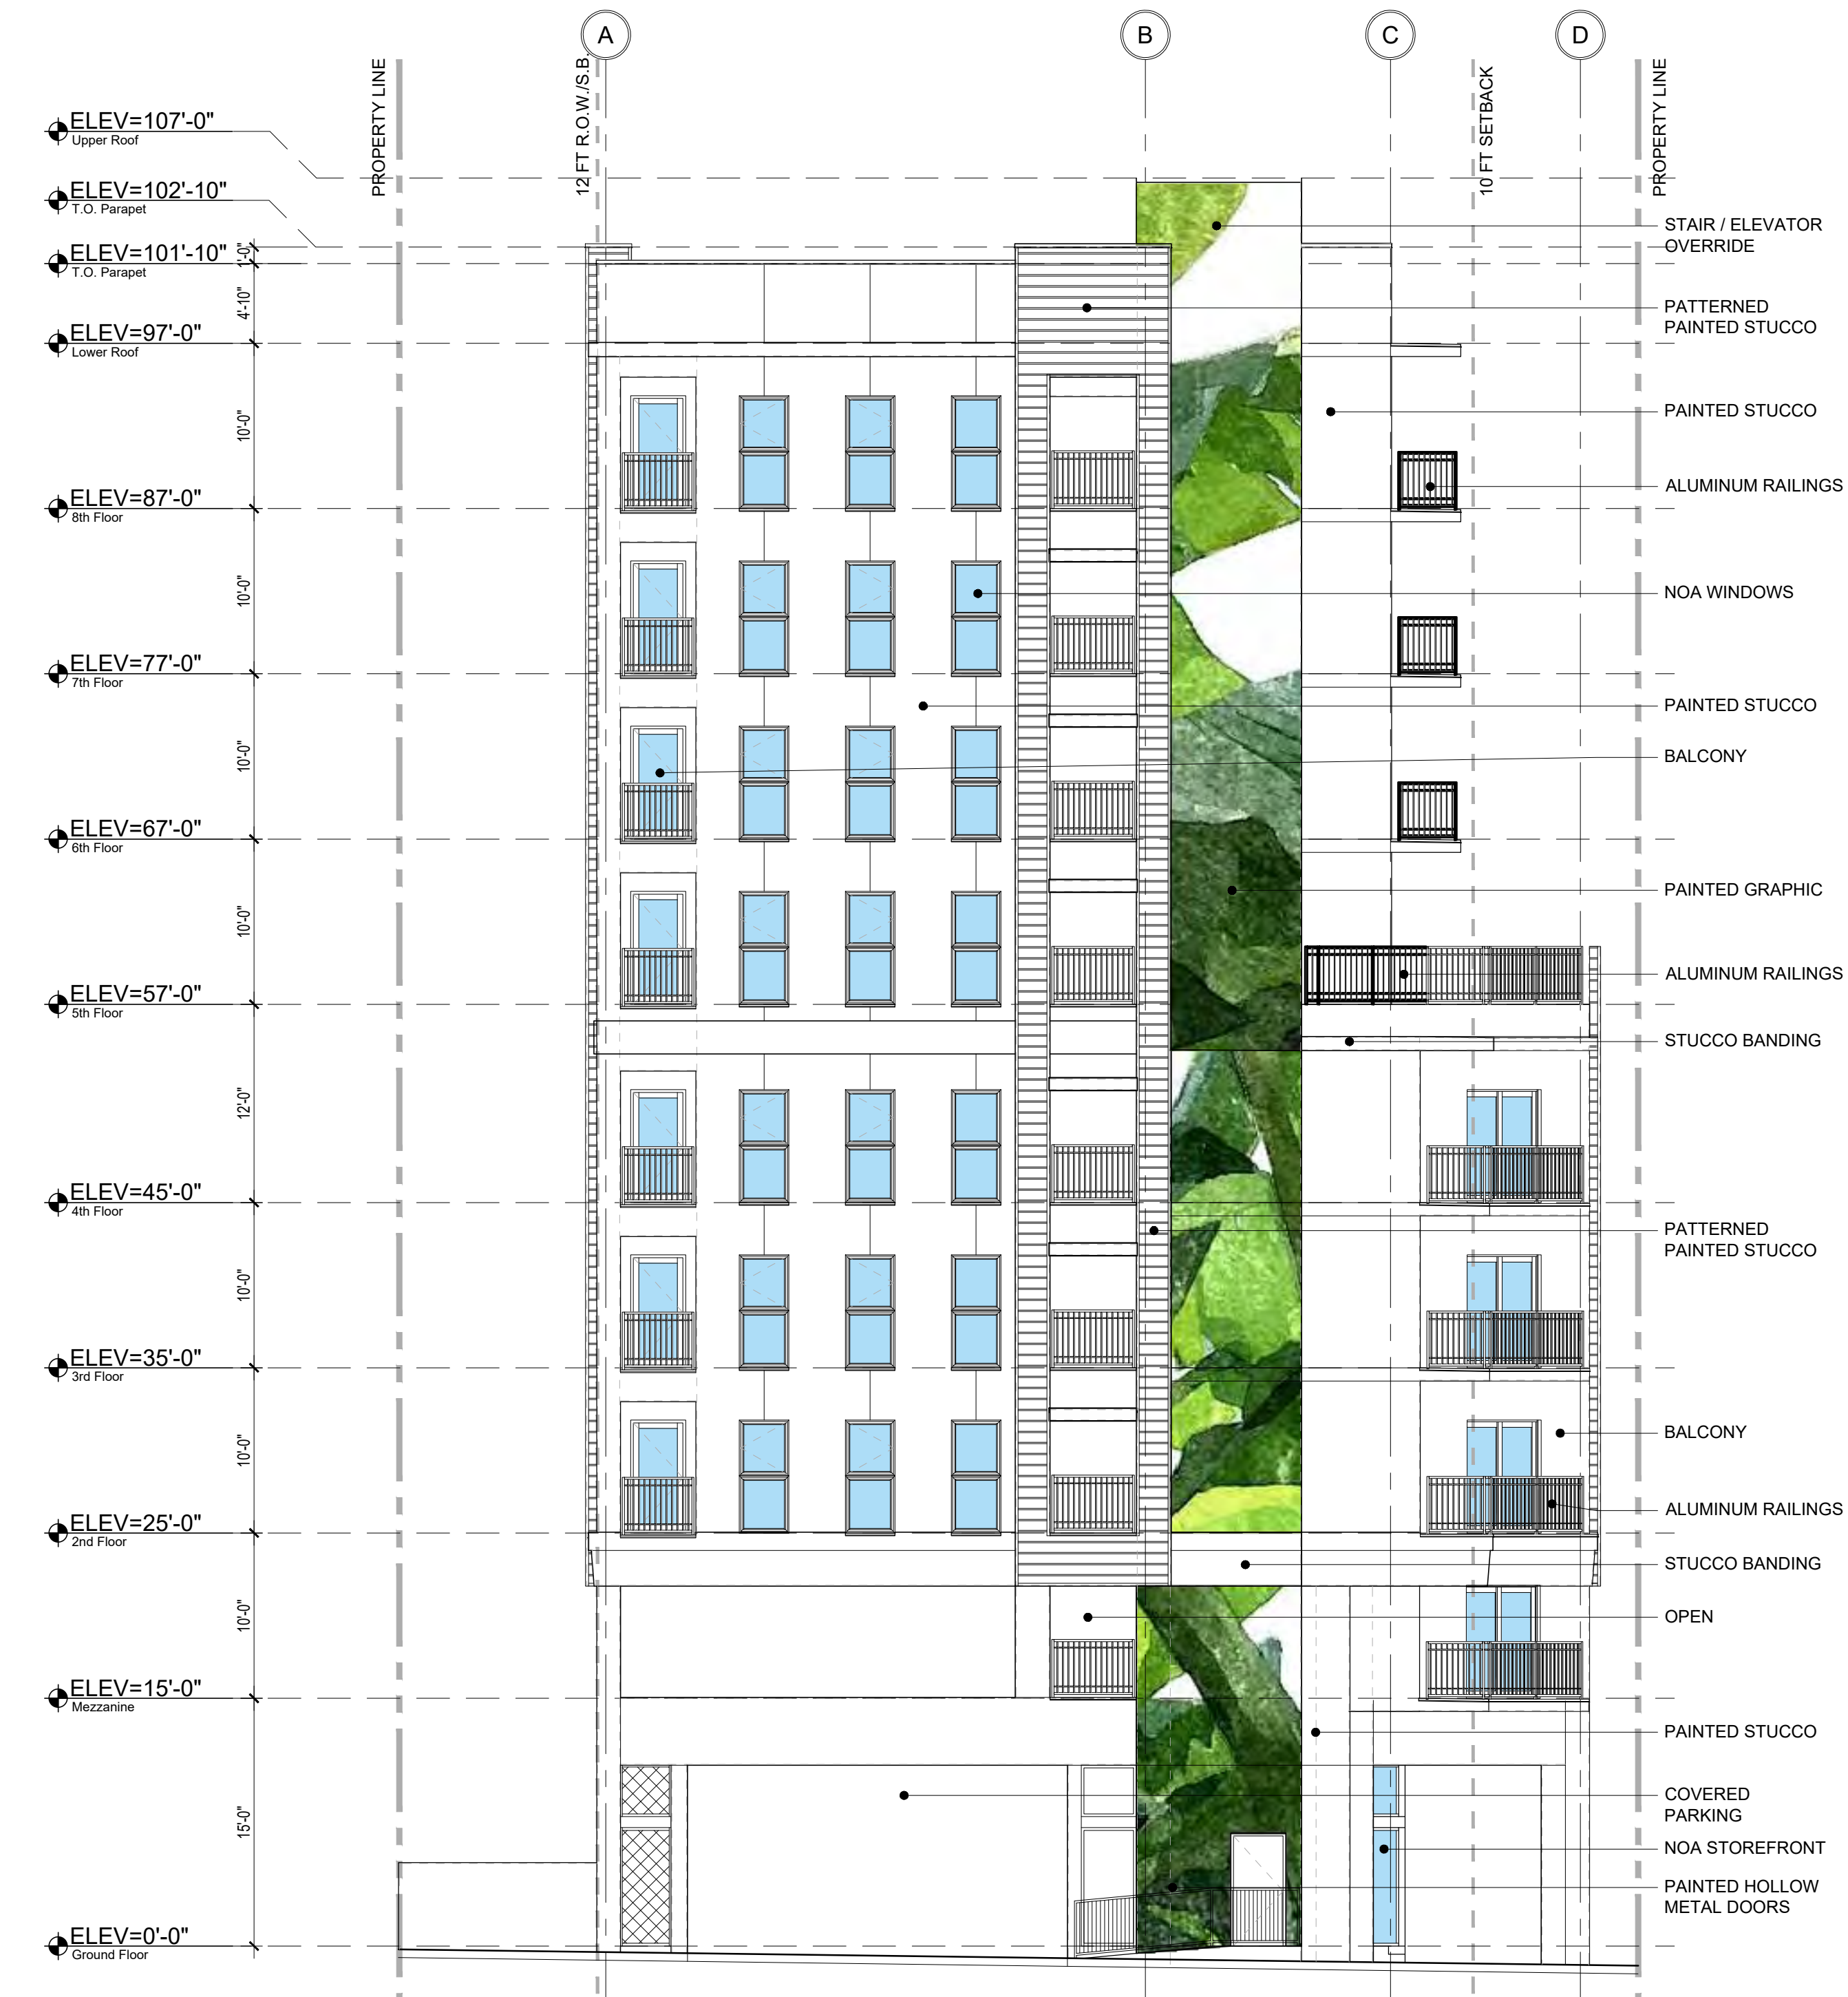 A
B
C
D
PROPERTY LINE
12 FT R.O.W./S.B.
10 FT SETBACK
PROPERTY LINE
ELEV=107'-0"
Upper Roof
ELEV=102'-10"
T.O. Parapet
ELEV=101'-10"
T.O. Parapet
ELEV=97'-0"
Lower Roof
ELEV=87'-0"
8th Floor
ELEV=77'-0"
7th Floor
ELEV=67'-0"
6th Floor
ELEV=57'-0"
5th Floor
ELEV=45'-0"
4th Floor
ELEV=35'-0"
3rd Floor
ELEV=25'-0"
2nd Floor
ELEV=15'-0"
Mezzanine
ELEV=0'-0"
Ground Floor
1'-0"
4'-10"
10'-0"
10'-0"
10'-0"
10'-0"
12'-0"
10'-0"
10'-0"
10'-0"
15'-0"
STAIR / ELEVATOR
OVERRIDE
PATTERNED
PAINTED STUCCO
PAINTED STUCCO
ALUMINUM RAILINGS
NOA WINDOWS
PAINTED STUCCO
BALCONY
PAINTED GRAPHIC
ALUMINUM RAILINGS
STUCCO BANDING
PATTERNED
PAINTED STUCCO
BALCONY
ALUMINUM RAILINGS
STUCCO BANDING
OPEN
PAINTED STUCCO
COVERED
PARKING
NOA STOREFRONT
PAINTED HOLLOW
METAL DOORS